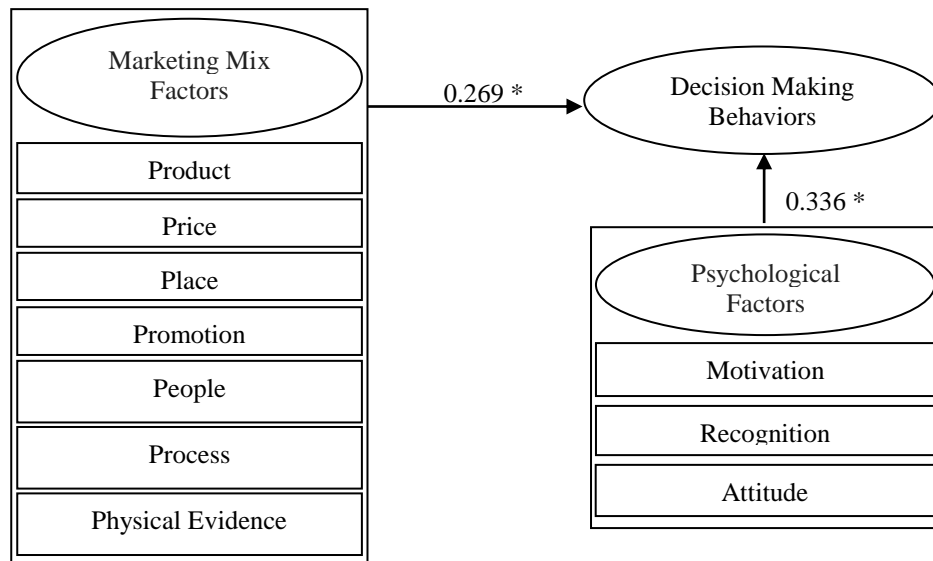 Marketing Mix
Factors
Product
Price
Place
Promotion
People
Process
Physical Evidence
0.269 *
Decision Making
Behaviors
0.336 *
Psychological
Factors
Motivation
Recognition
Attitude